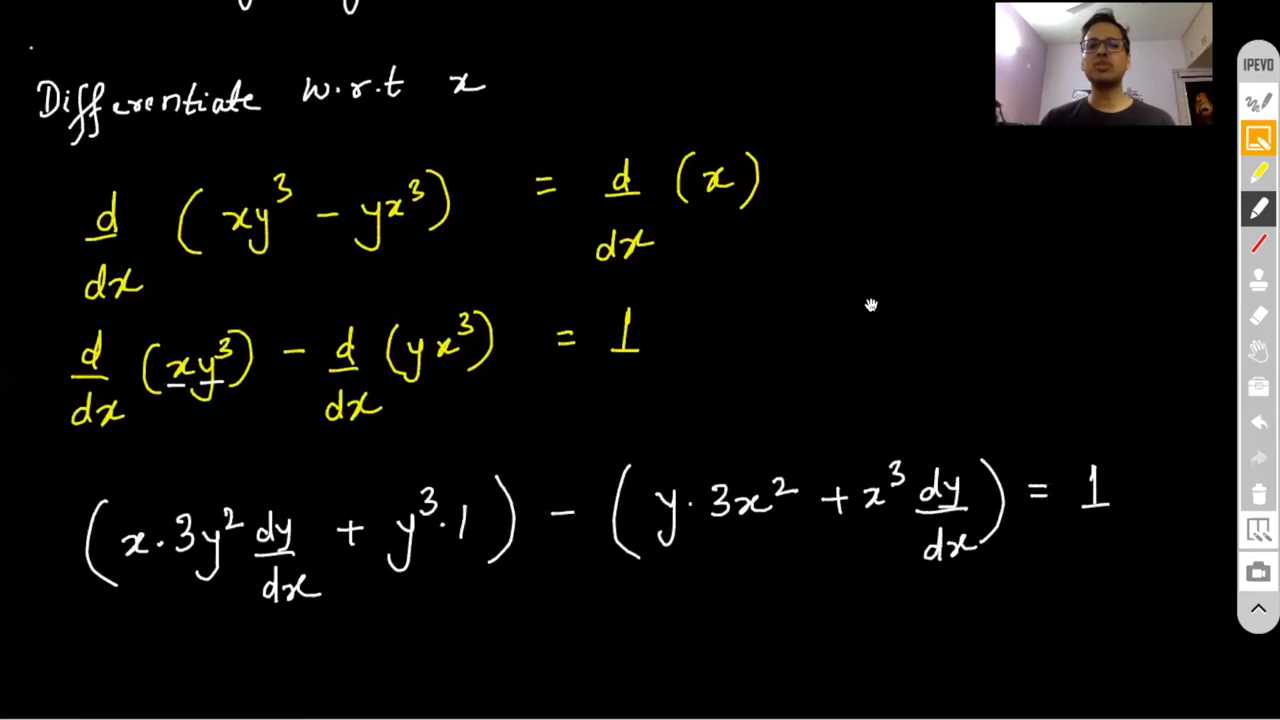 Differentiate w.r.t x
d/dx (xy³ - yx³) = d/dx (x)
d/dx (xy³) - d/dx (yx³) = 1
(x · 3y² dy/dx + y³ · 1) - (y · 3x² + x³ dy/dx) = 1
IPEVO